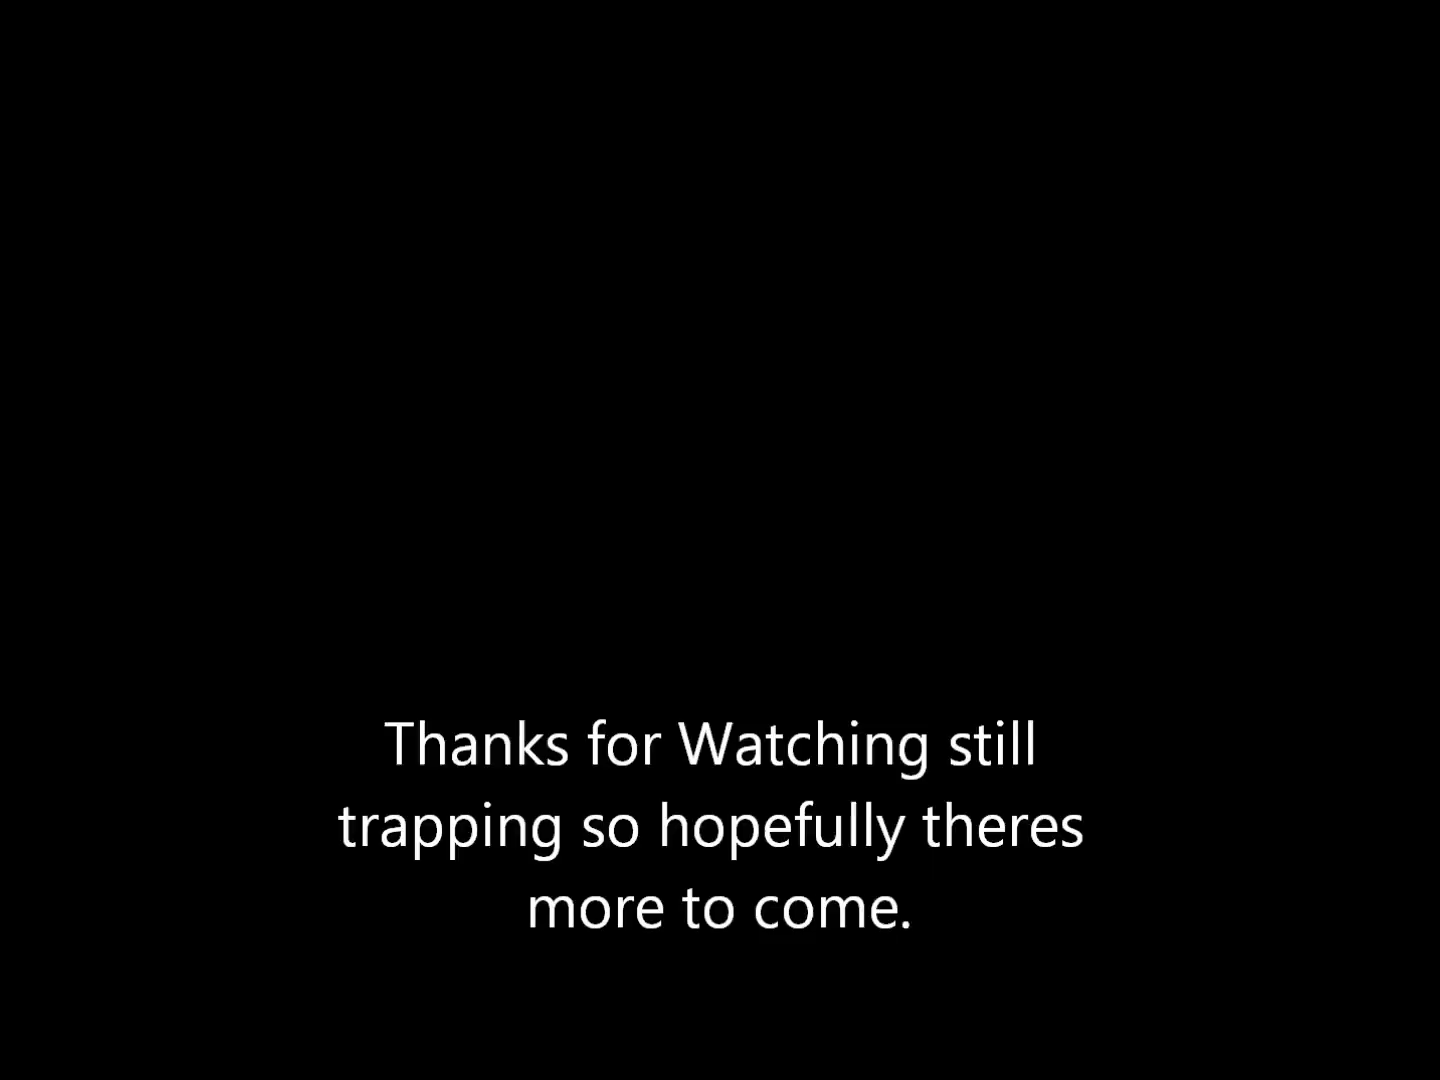 Thanks for Watching still
trapping so hopefully theres
more to come.